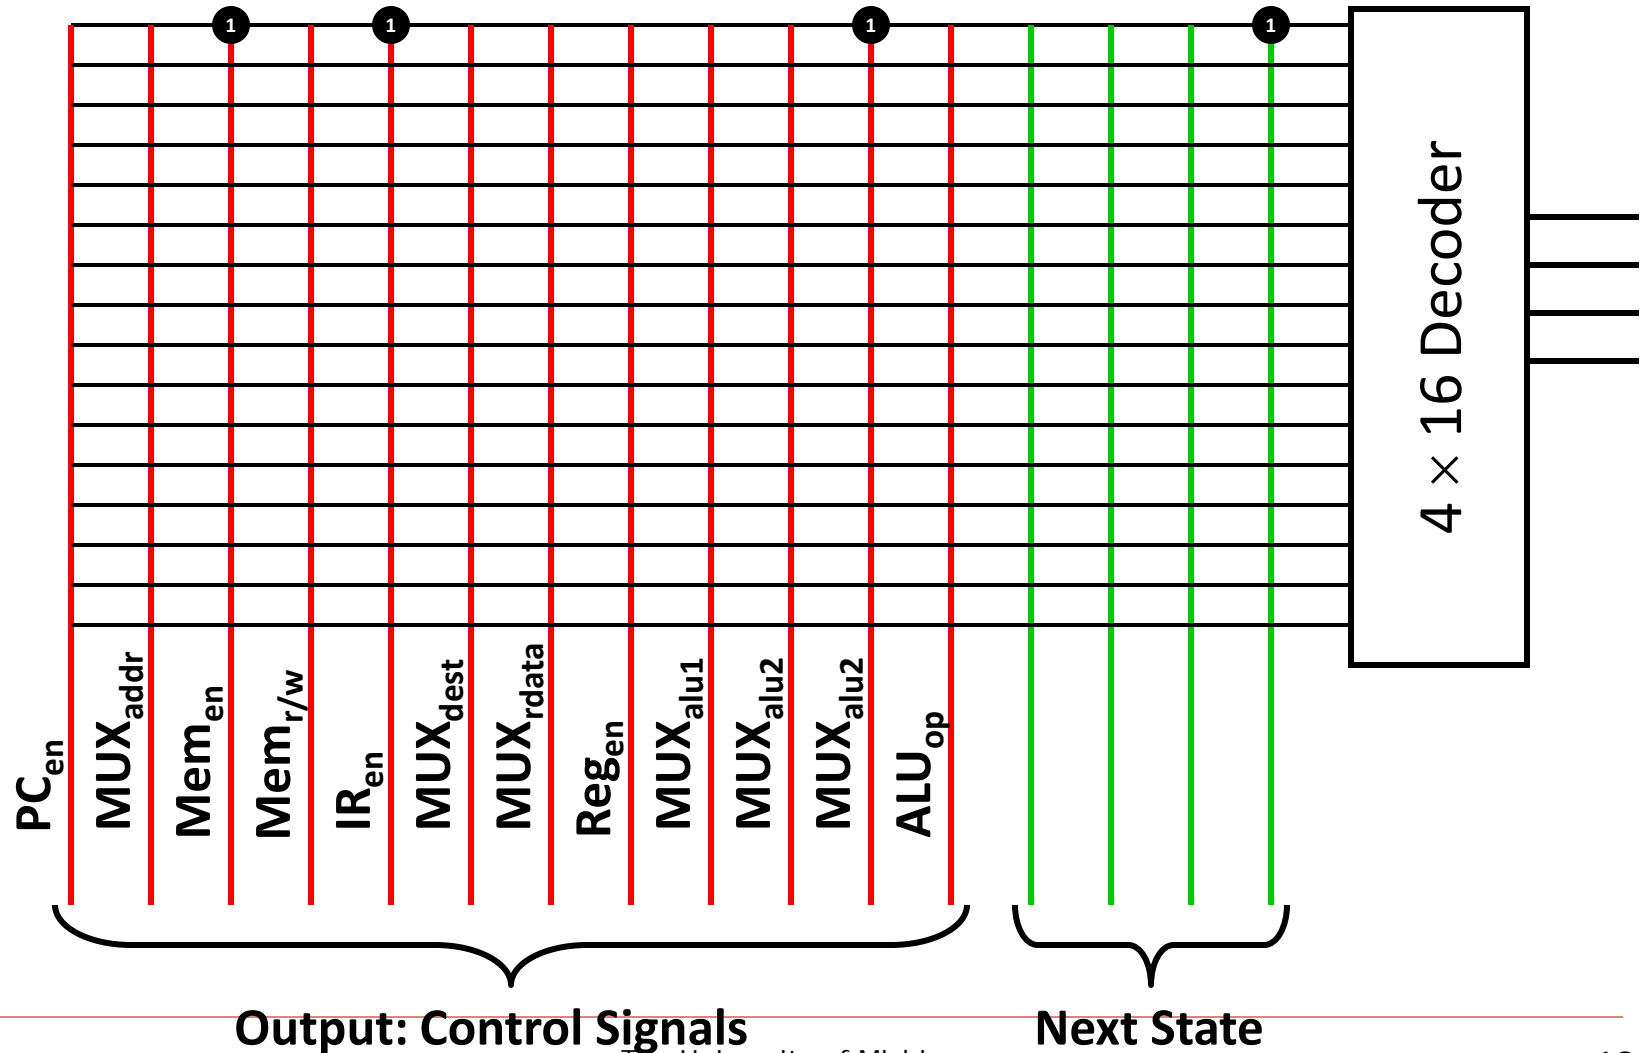 1 1 1 1
4 × 16 Decoder
PCen
MUXaddr
Memen
Memr/w
IRen
MUXdest
MUXrdata
Regen
MUXalu1
MUXalu2
MUXalu2
ALUop
Output: Control Signals
Next State